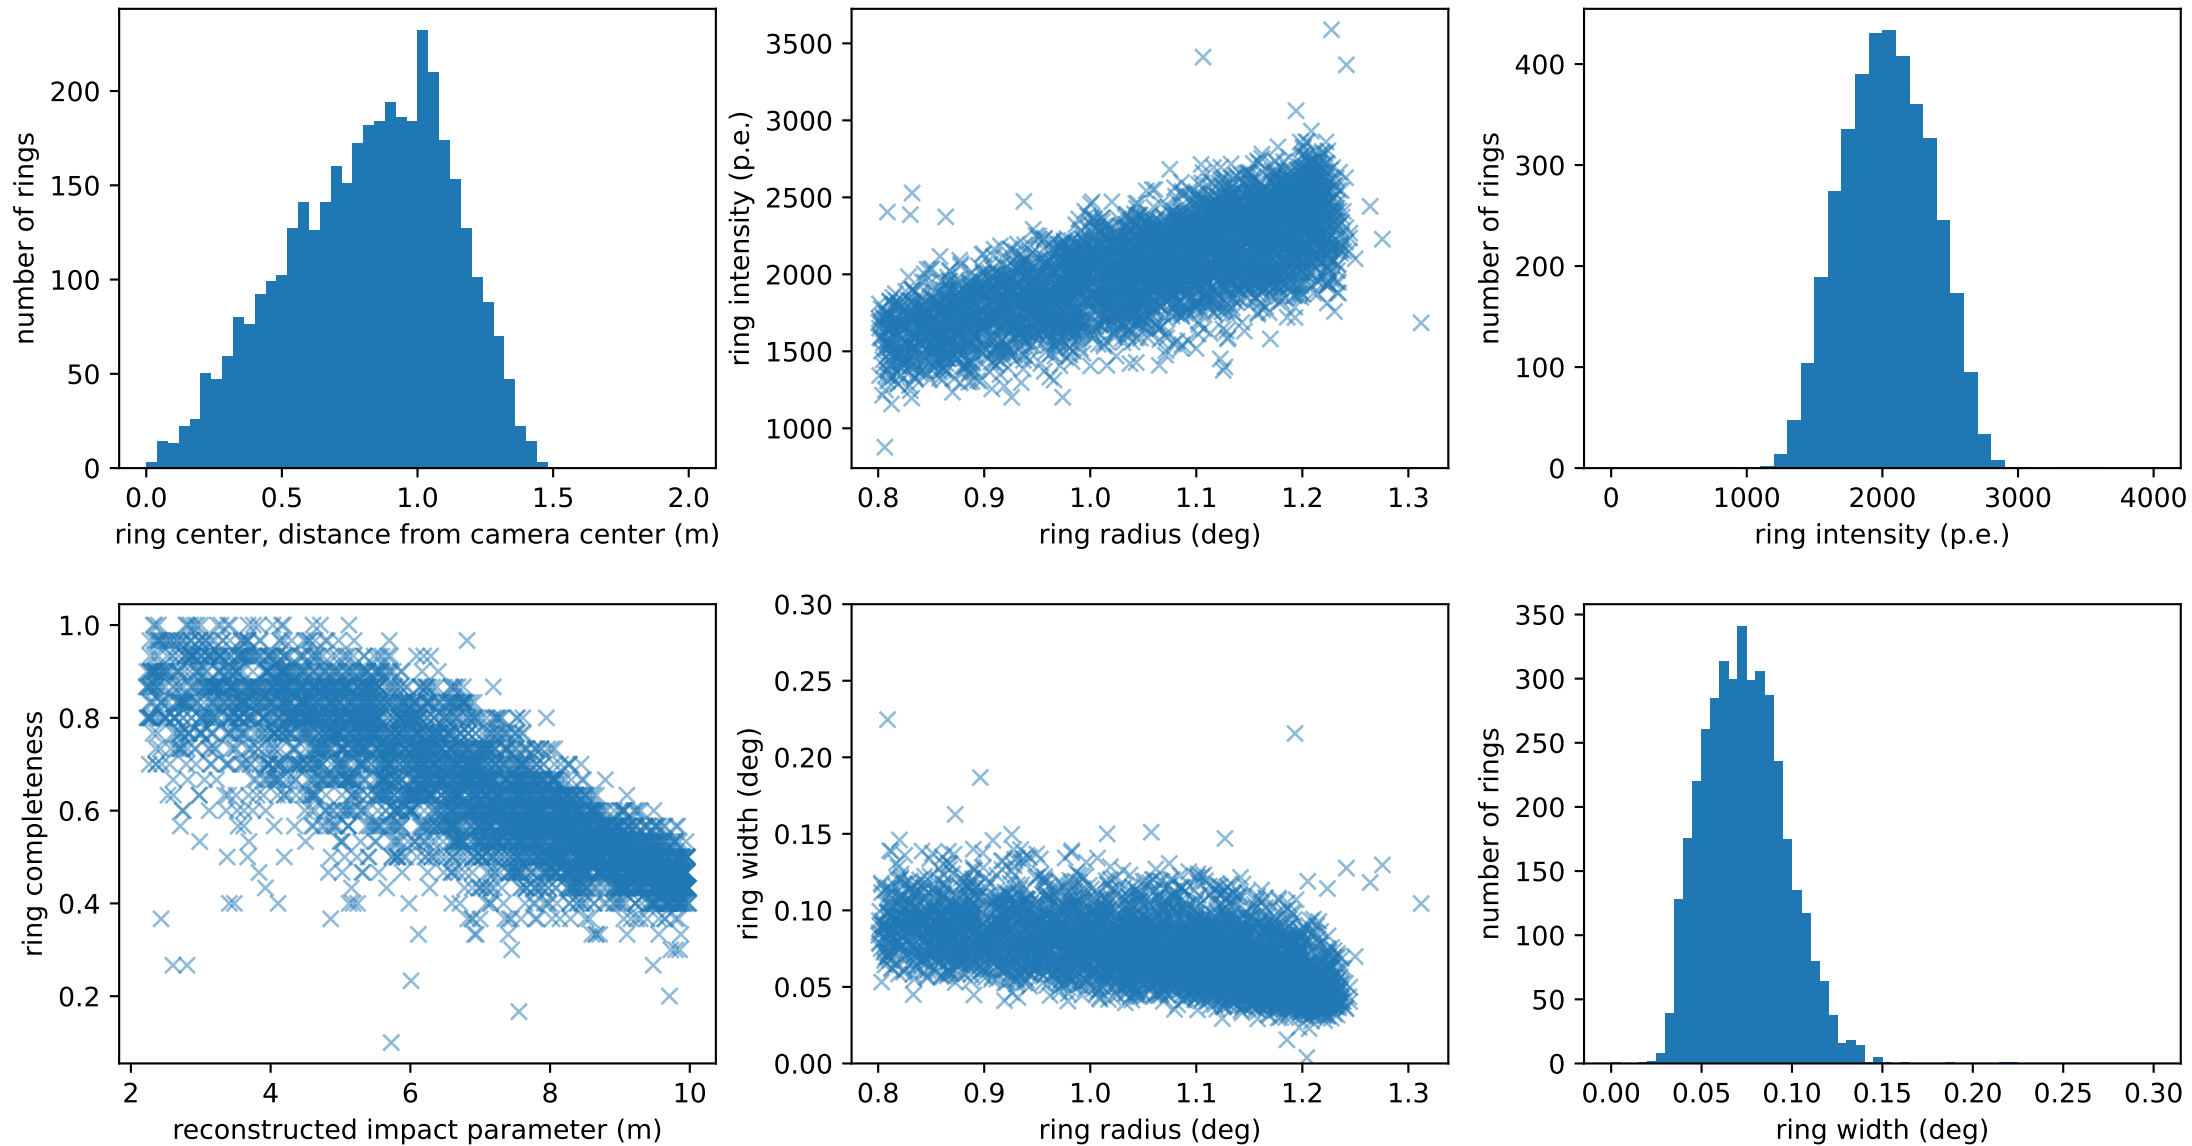 200
150
100
50
0
number of rings
0.0 0.5 1.0 1.5 2.0
ring center, distance from camera center (m)
3500
3000
2500
2000
1500
1000
ring intensity (p.e.)
0.8 0.9 1.0 1.1 1.2 1.3
ring radius (deg)
400
300
200
100
0
number of rings
0 1000 2000 3000 4000
ring intensity (p.e.)
1.0
0.8
0.6
0.4
0.2
ring completeness
2 4 6 8 10
reconstructed impact parameter (m)
0.30
0.25
0.20
0.15
0.10
0.05
0.00
ring width (deg)
0.8 0.9 1.0 1.1 1.2 1.3
ring radius (deg)
350
300
250
200
150
100
50
0
number of rings
0.00 0.05 0.10 0.15 0.20 0.25 0.30
ring width (deg)